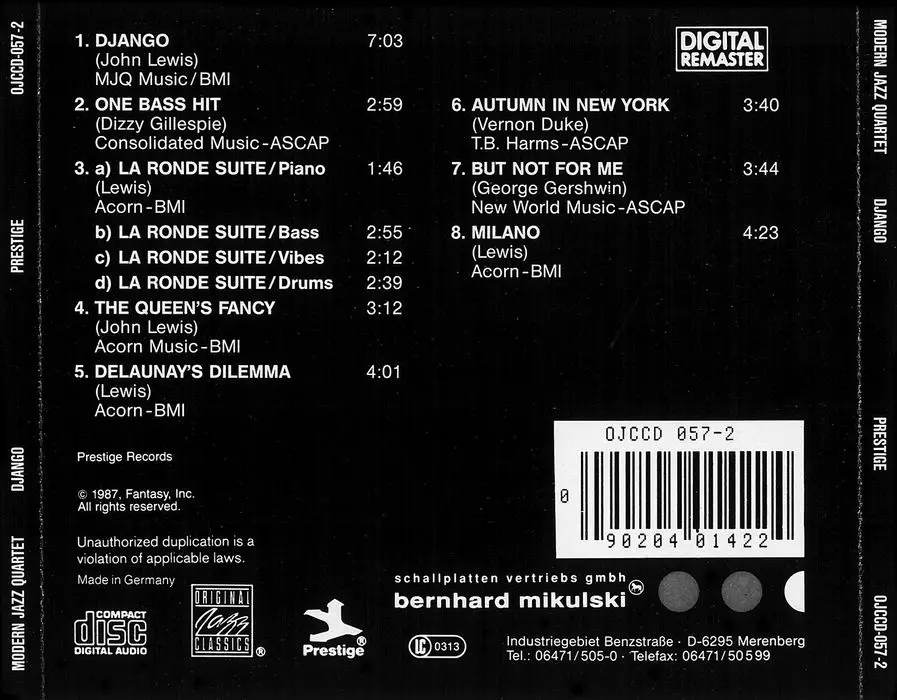 OJCCD-057-2
PRESTIGE
DJANGO
MODERN JAZZ QUARTET
1. DJANGO 7:03
(John Lewis)
MJQ Music/BMI
2. ONE BASS HIT 2:59
(Dizzy Gillespie)
Consolidated Music-ASCAP
3. a) LA RONDE SUITE/Piano 1:46
(Lewis)
Acorn-BMI
b) LA RONDE SUITE/Bass 2:55
c) LA RONDE SUITE/Vibes 2:12
d) LA RONDE SUITE/Drums 2:39
4. THE QUEEN'S FANCY 3:12
(John Lewis)
Acorn Music-BMI
5. DELAUNAY'S DILEMMA 4:01
(Lewis)
Acorn-BMI
DIGITAL
REMASTER
6. AUTUMN IN NEW YORK 3:40
(Vernon Duke)
T.B. Harms-ASCAP
7. BUT NOT FOR ME 3:44
(George Gershwin)
New World Music-ASCAP
8. MILANO 4:23
(Lewis)
Acorn-BMI
Prestige Records
© 1987, Fantasy, Inc.
All rights reserved.
Unauthorized duplication is a
violation of applicable laws.
Made in Germany
COMPACT
disc
DIGITAL AUDIO
ORIGINAL
Jazz
CLASSICS ®
Prestige®
OJCCD 057-2
0 90204 01422
schallplatten vertriebs gmbh
bernhard mikulski
LC 0313
Industriegebiet Benzstraße · D-6295 Merenberg
Tel.: 06471/505-0 · Telefax: 06471/50599
MODERN JAZZ QUARTET
DJANGO
PRESTIGE
OJCCD-057-2